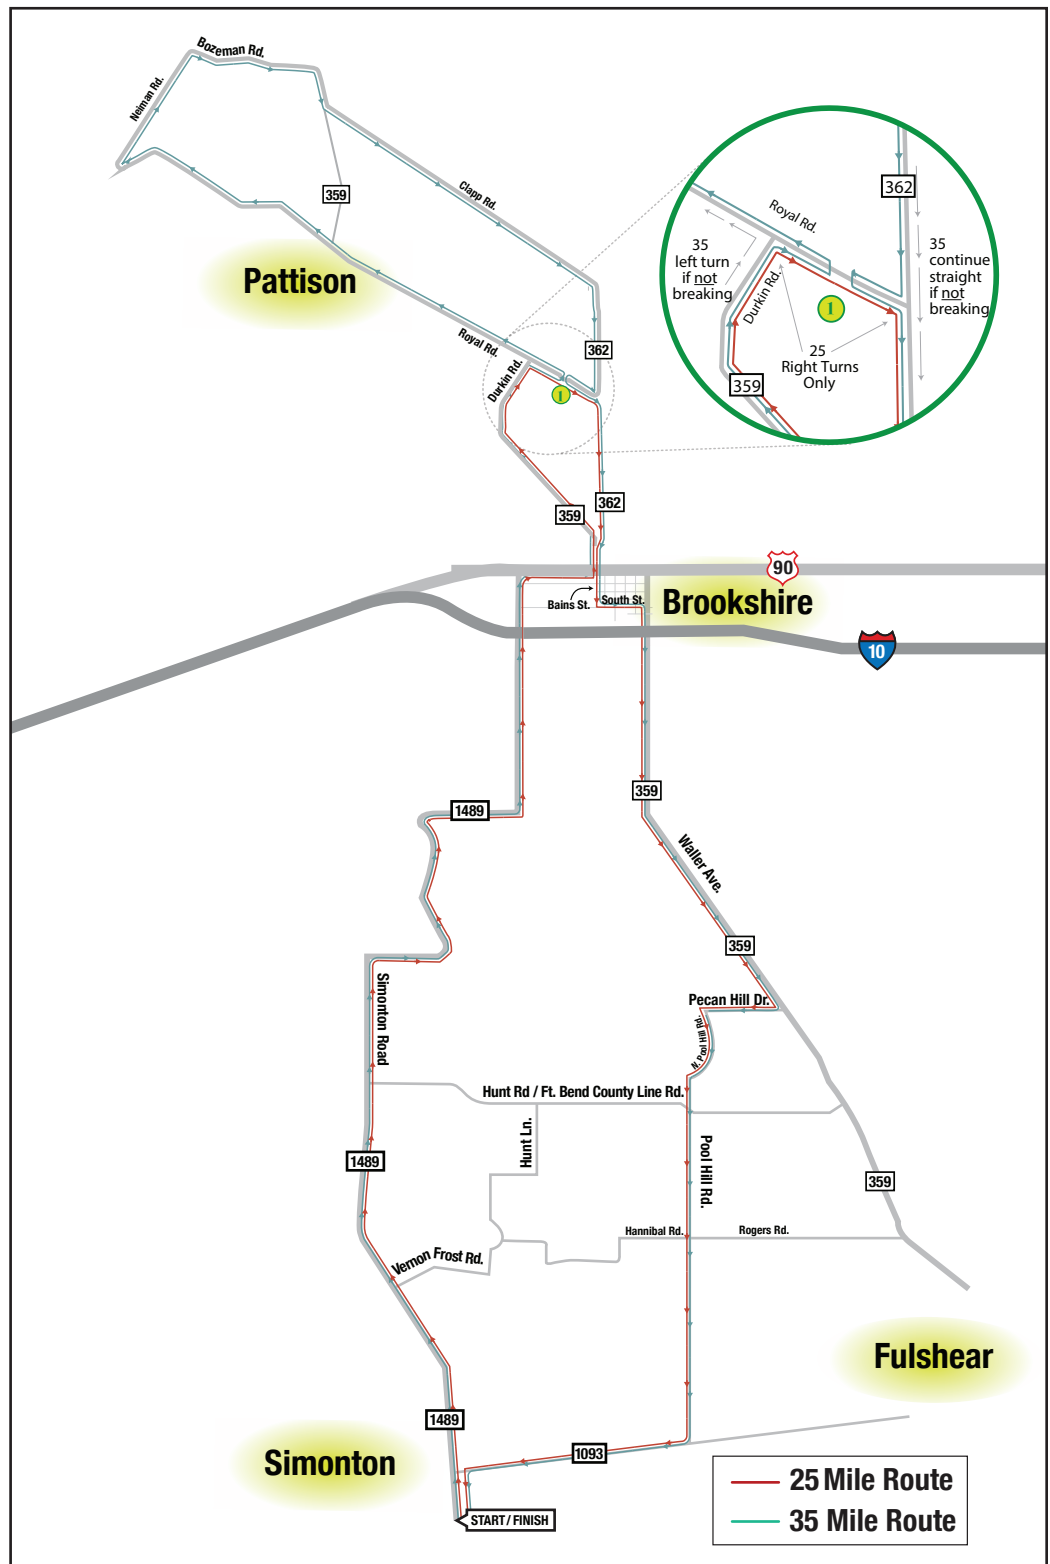 Bozeman Rd.
Neiman Rd.
359
Clapp Rd.
Pattison
Royal Rd.
Durkin Rd.
362
1
359
362
362
Royal Rd.
35
left turn
if not
breaking
35
continue
straight
if not
breaking
Durkin Rd.
1
25
Right Turns
Only
359
90
Bains St.
South St.
Brookshire
10
359
1489
Waller Ave.
359
Simonton Road
Pecan Hill Dr.
N. Pool Hill Rd.
Hunt Rd / Ft. Bend County Line Rd.
Hunt Ln.
Pool Hill Rd.
1489
359
Hannibal Rd.
Rogers Rd.
Vernon Frost Rd.
Fulshear
1489
Simonton
1093
START / FINISH
25 Mile Route
35 Mile Route